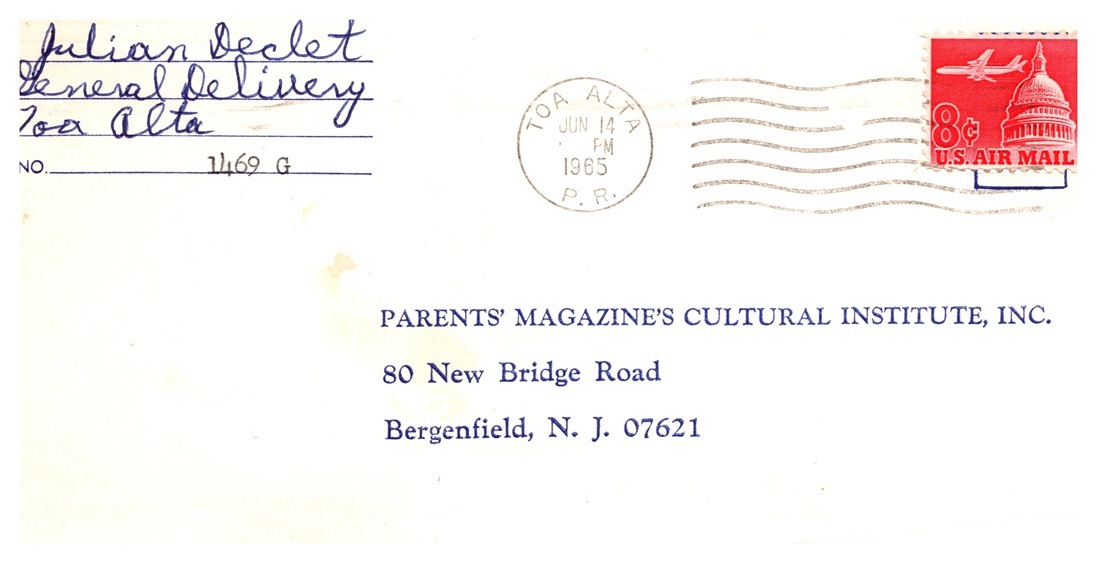 Julian Declet
General Delivery
Toa Alta
NO. 1469 G
TOA ALTA
JUN 14
PM
1965
P. R.
8¢
U.S. AIR MAIL
PARENTS' MAGAZINE'S CULTURAL INSTITUTE, INC.
80 New Bridge Road
Bergenfield, N. J. 07621